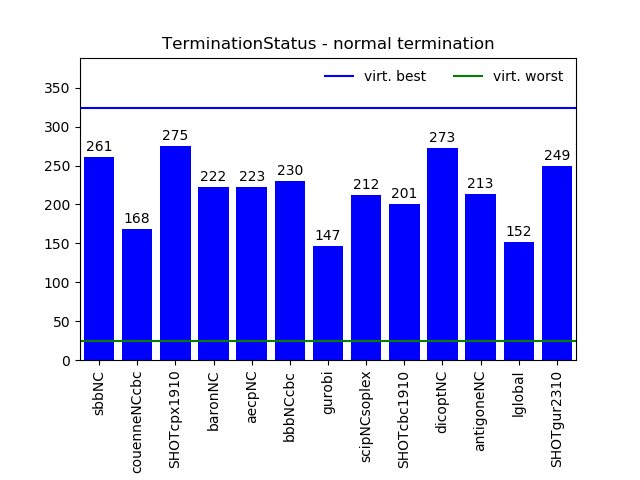 TerminationStatus - normal termination
virt. best virt. worst
350
300
250
200
150
100
50
0
261
168
275
222
223
230
147
212
201
273
213
152
249
sbbNC
couenneNCcbc
SHOTcpx1910
baronNC
aecpNC
bbbNCcbc
gurobi
scipNCsoplex
SHOTcbc1910
dicoptNC
antigoneNC
lglobal
SHOTgur2310